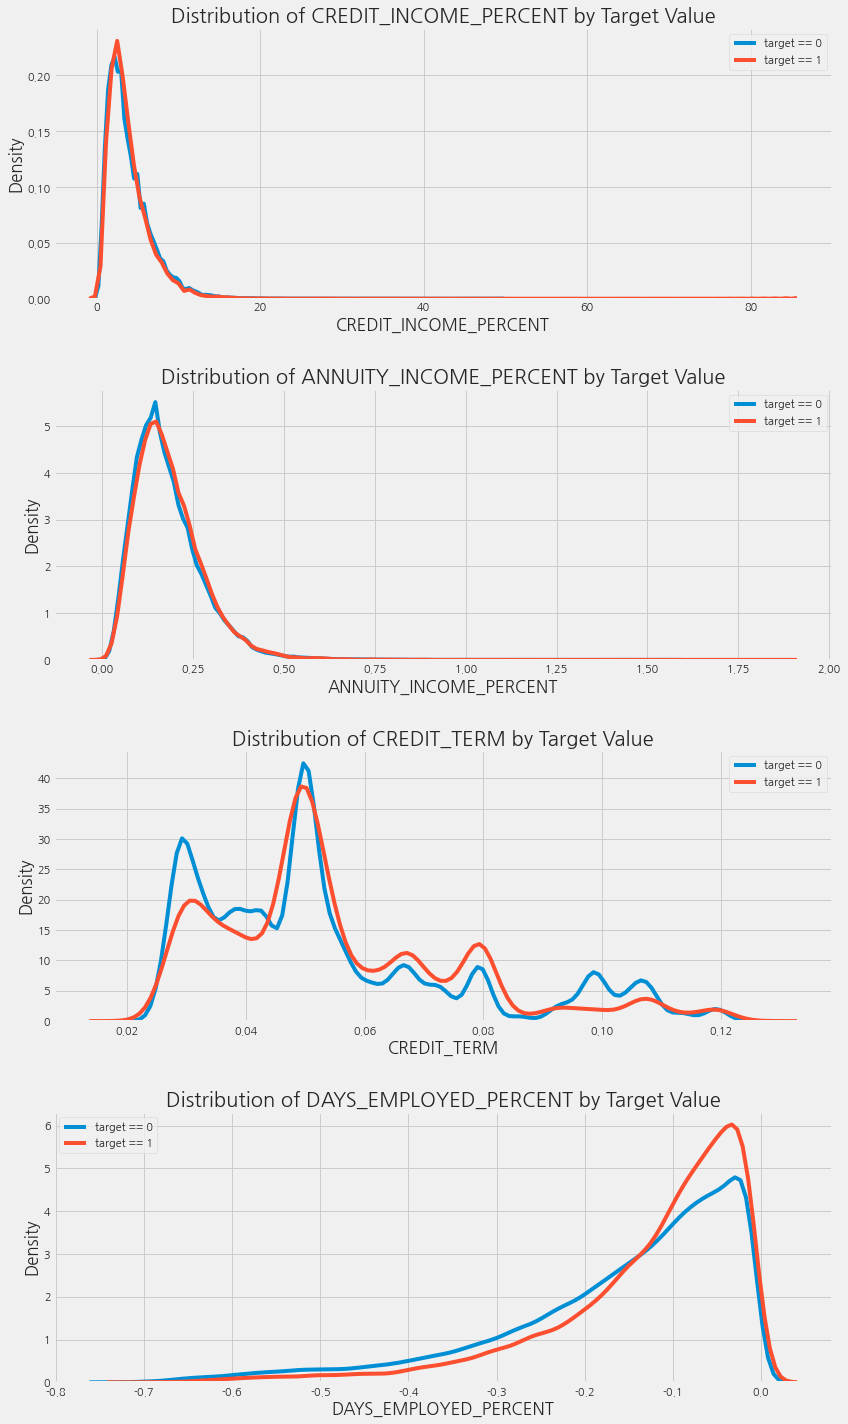 Distribution of CREDIT_INCOME_PERCENT by Target Value
target == 0
target == 1
Density
0.20
0.15
0.10
0.05
0.00
0 20 40 60 80
CREDIT_INCOME_PERCENT
Distribution of ANNUITY_INCOME_PERCENT by Target Value
target == 0
target == 1
Density
5
4
3
2
1
0
0.00 0.25 0.50 0.75 1.00 1.25 1.50 1.75 2.00
ANNUITY_INCOME_PERCENT
Distribution of CREDIT_TERM by Target Value
target == 0
target == 1
Density
40
35
30
25
20
15
10
5
0
0.02 0.04 0.06 0.08 0.10 0.12
CREDIT_TERM
Distribution of DAYS_EMPLOYED_PERCENT by Target Value
target == 0
target == 1
Density
6
5
4
3
2
1
0
-0.8 -0.7 -0.6 -0.5 -0.4 -0.3 -0.2 -0.1 0.0
DAYS_EMPLOYED_PERCENT